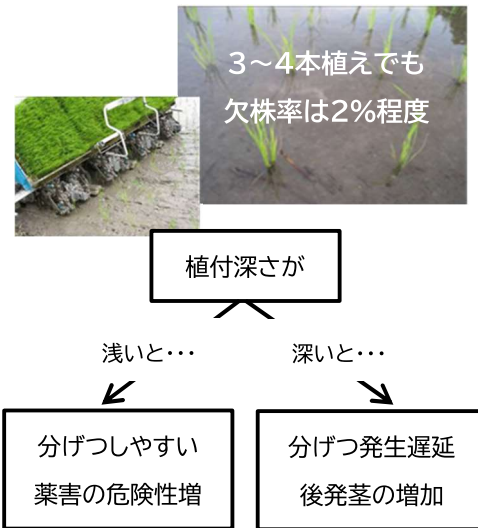 3～4本植えでも
欠株率は2%程度
植付深さが
浅いと･･･
深いと･･･
分げつしやすい
薬害の危険性増
分げつ発生遅延
後発茎の増加